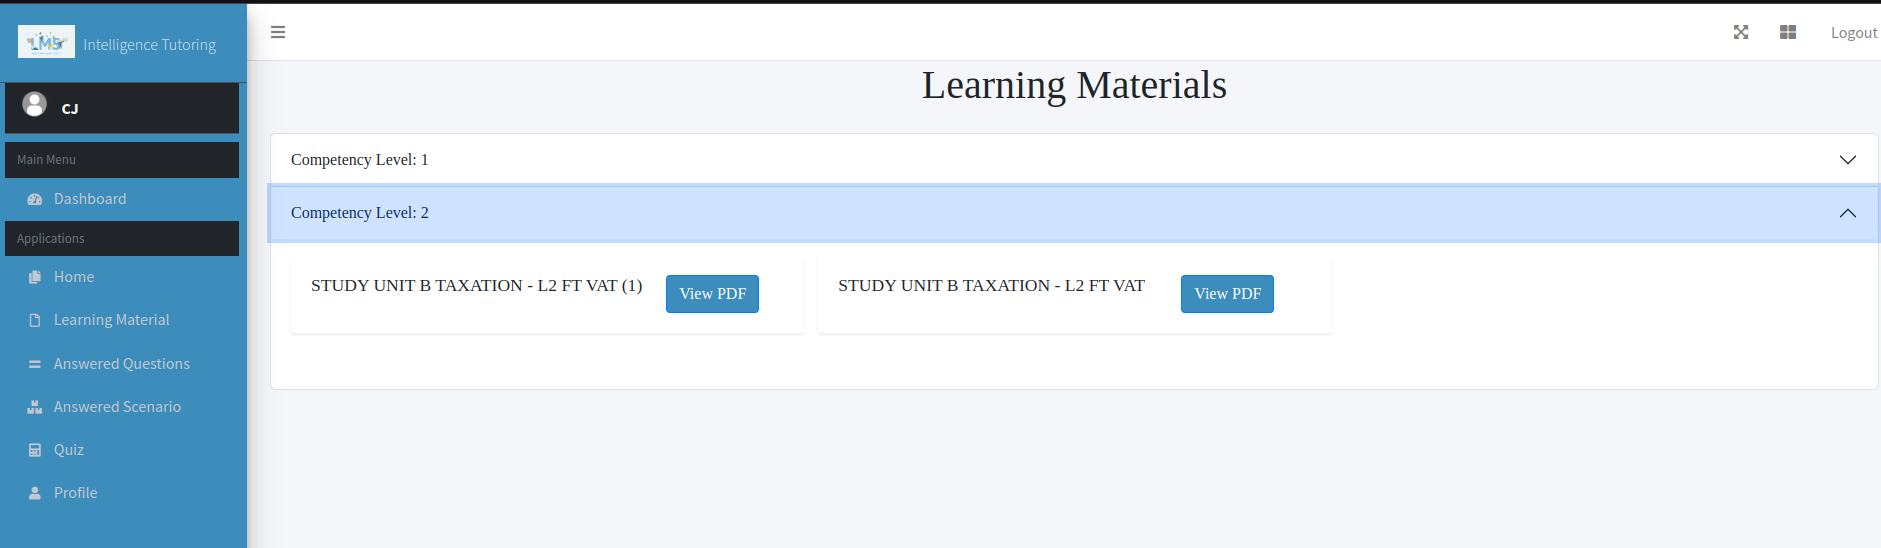 LMS
Intelligence Tutoring
Logout
CJ
Main Menu
Dashboard
Applications
Home
Learning Material
Answered Questions
Answered Scenario
Quiz
Profile
Learning Materials
Competency Level: 1
Competency Level: 2
STUDY UNIT B TAXATION - L2 FT VAT (1)
View PDF
STUDY UNIT B TAXATION - L2 FT VAT
View PDF